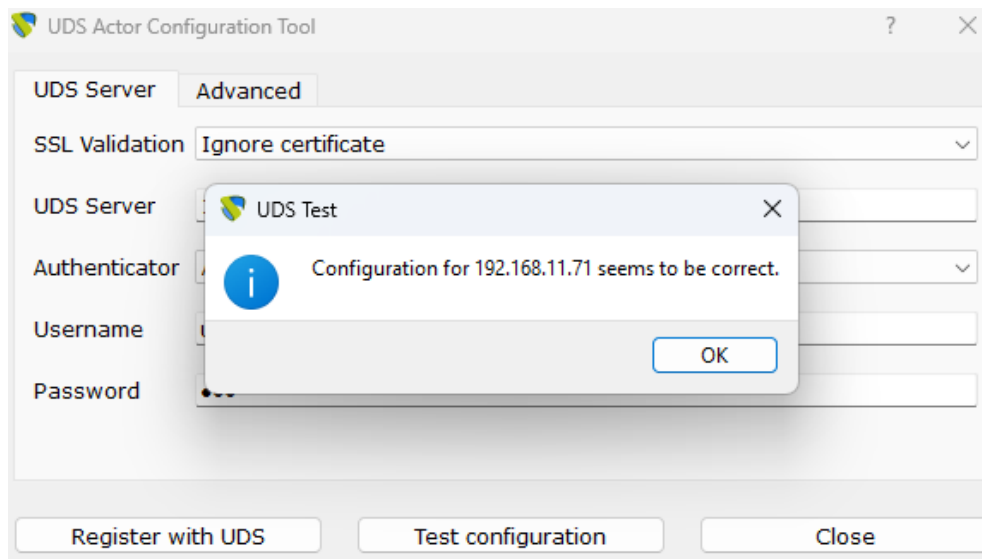 UDS Actor Configuration Tool
UDS Server Advanced
SSL Validation Ignore certificate
UDS Server
UDS Test
Configuration for 192.168.11.71 seems to be correct.
OK
Authenticator
Username
Password
Register with UDS Test configuration Close